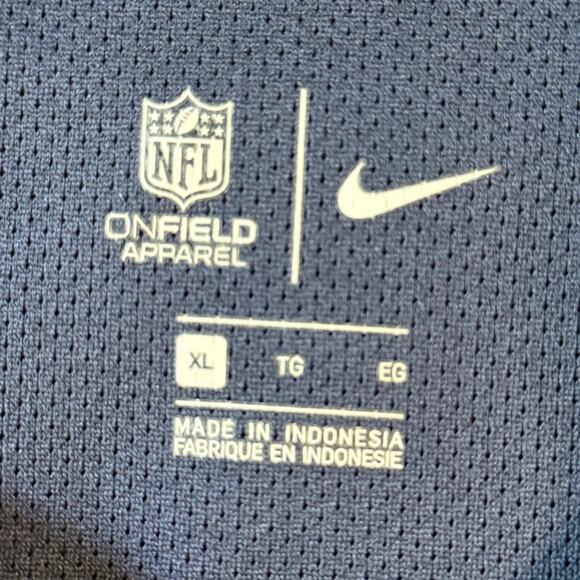 NFL
ONFIELD
APPAREL
XL TG EG
MADE IN INDONESIA
FABRIQUE EN INDONESIE